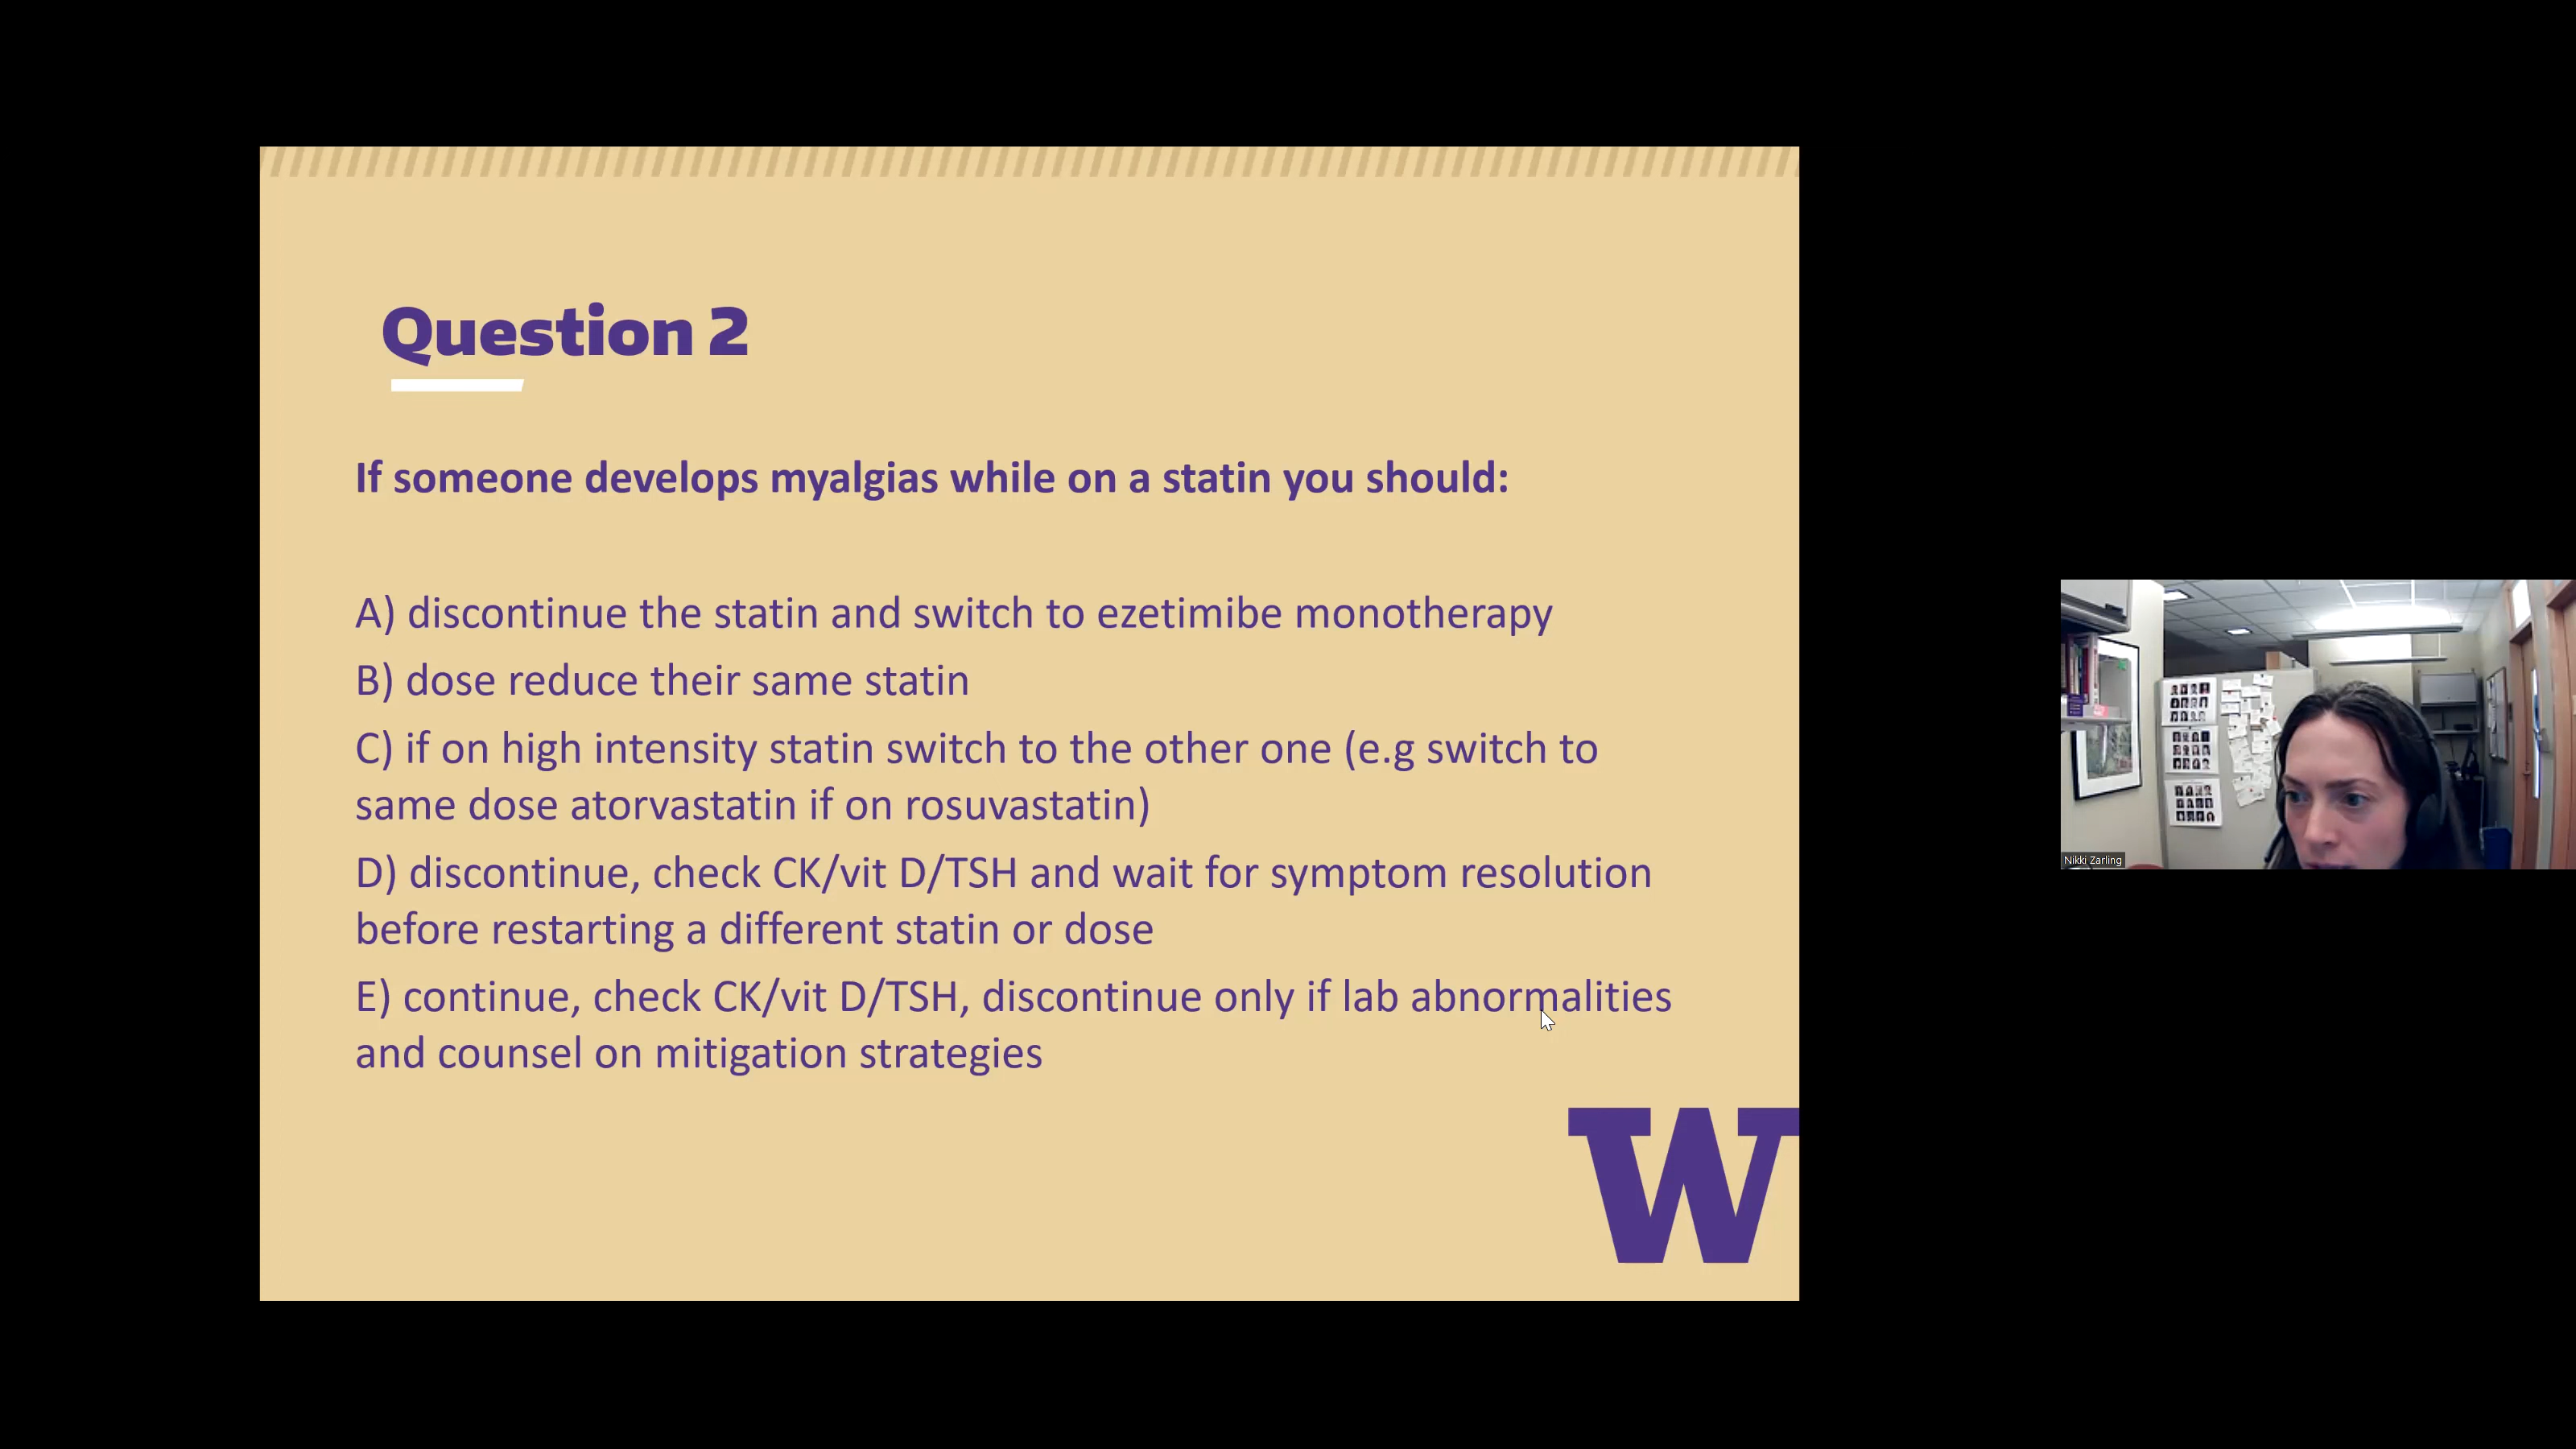 Question 2
If someone develops myalgias while on a statin you should:
A) discontinue the statin and switch to ezetimibe monotherapy
B) dose reduce their same statin
C) if on high intensity statin switch to the other one (e.g switch to
same dose atorvastatin if on rosuvastatin)
D) discontinue, check CK/vit D/TSH and wait for symptom resolution
before restarting a different statin or dose
E) continue, check CK/vit D/TSH, discontinue only if lab abnormalities
and counsel on mitigation strategies
W
Nikki Zarling